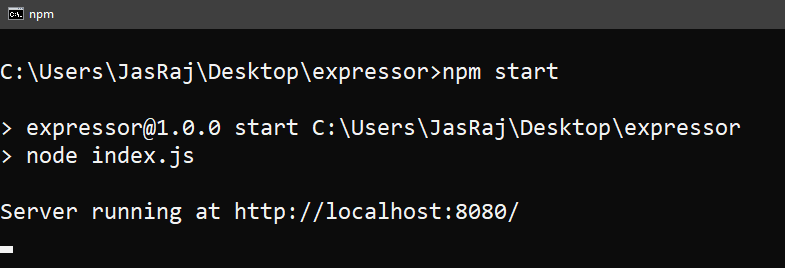 npm
C:\Users\JasRaj\Desktop\expressor>npm start
> expressor@1.0.0 start C:\Users\JasRaj\Desktop\expressor
> node index.js
Server running at http://localhost:8080/